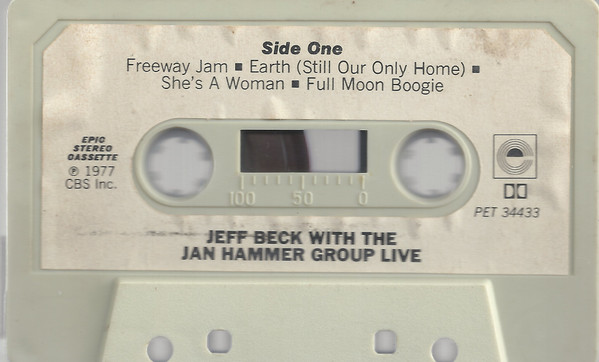 Side One
Freeway Jam ■ Earth (Still Our Only Home) ■
She's A Woman ■ Full Moon Boogie
EPIC
STEREO
CASSETTE
℗ 1977
CBS Inc.
100 50 0
PET 34433
JEFF BECK WITH THE
JAN HAMMER GROUP LIVE